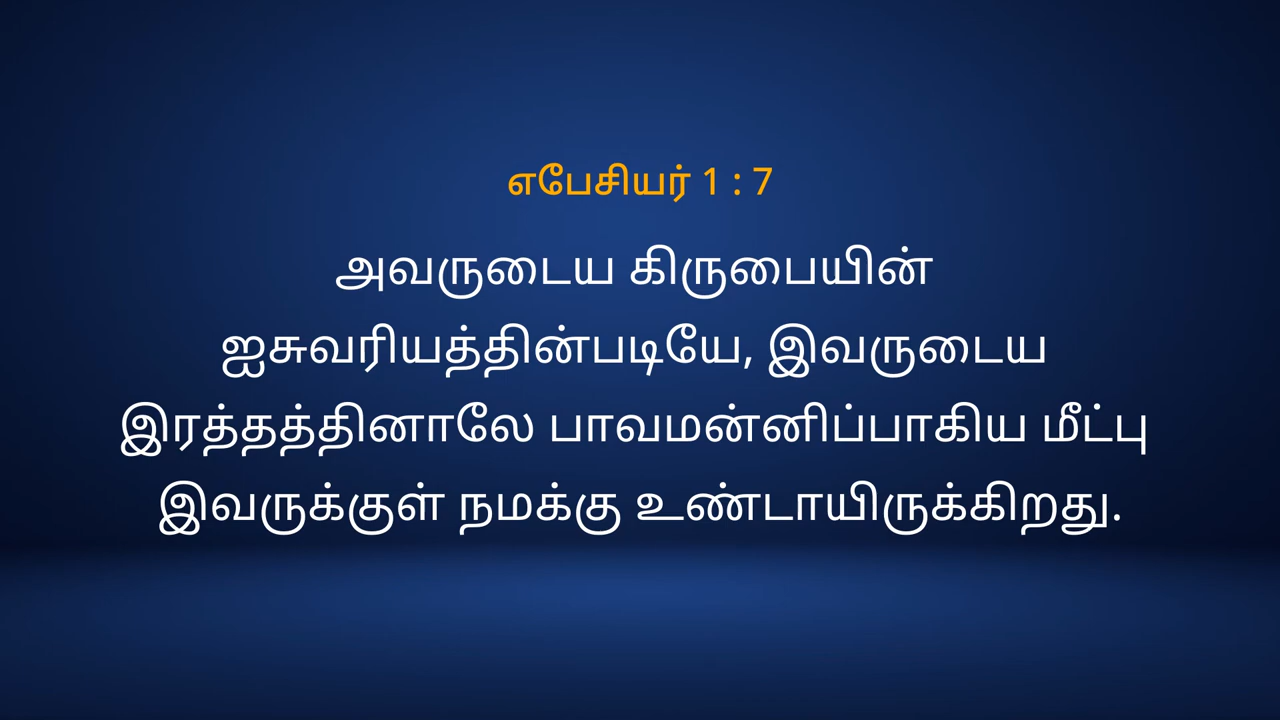 எபேசியர் 1 : 7
அவருடைய கிருபையின்
ஐசுவரியத்தின்படியே, இவருடைய
இரத்தத்தினாலே பாவமன்னிப்பாகிய மீட்பு
இவருக்குள் நமக்கு உண்டாயிருக்கிறது.